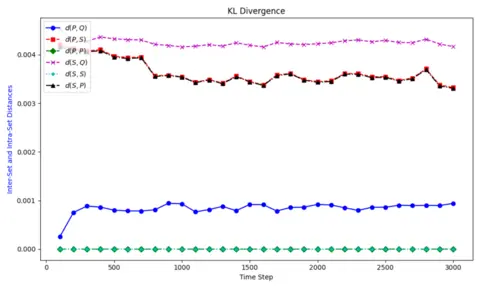 KL Divergence
d(P, Q)
d(P, S)
d(P, P)
d(S, Q)
d(S, S)
d(S, P)
Inter-Set and Intra-Set Distances
0.004
0.003
0.002
0.001
0.000
0
500
1000
1500
2000
2500
3000
Time Step